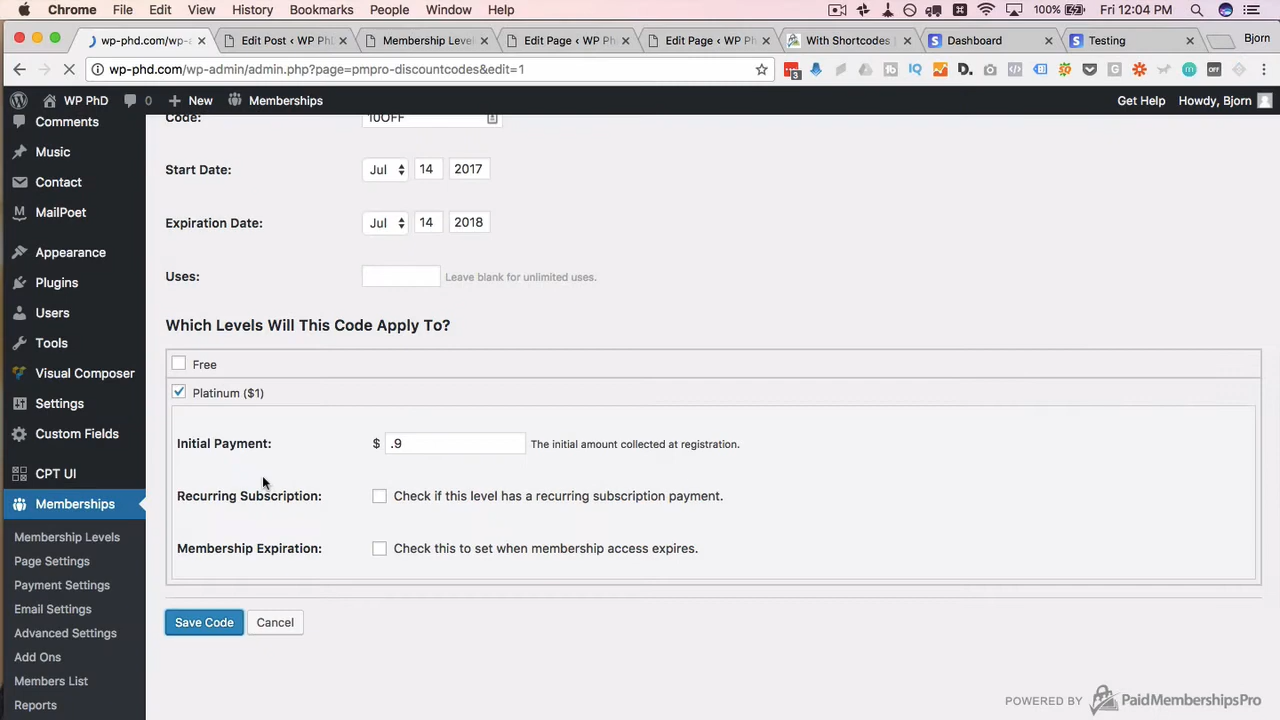 Chrome File Edit View History Bookmarks People Window Help 100% Fri 12:04 PM
wp-phd.com/wp-a × Edit Post ‹ WP PhD × Membership Leve × Edit Page ‹ WP Ph × Edit Page ‹ WP Ph × With Shortcodes | × Dashboard × Testing × Bjorn
wp-phd.com/wp-admin/admin.php?page=pmpro-discountcodes&edit=1
WP PhD 0 New Memberships Get Help Howdy, Bjorn
Comments
Music
Contact
MailPoet
Appearance
Plugins
Users
Tools
Visual Composer
Settings
Custom Fields
CPT UI
Memberships
Membership Levels
Page Settings
Payment Settings
Email Settings
Advanced Settings
Add Ons
Members List
Reports
Code: 10OFF
Start Date: Jul 14 2017
Expiration Date: Jul 14 2018
Uses: Leave blank for unlimited uses.
Which Levels Will This Code Apply To?
Free
Platinum ($1)
Initial Payment: $ .9 The initial amount collected at registration.
Recurring Subscription: Check if this level has a recurring subscription payment.
Membership Expiration: Check this to set when membership access expires.
Save Code Cancel
POWERED BY PaidMembershipsPro